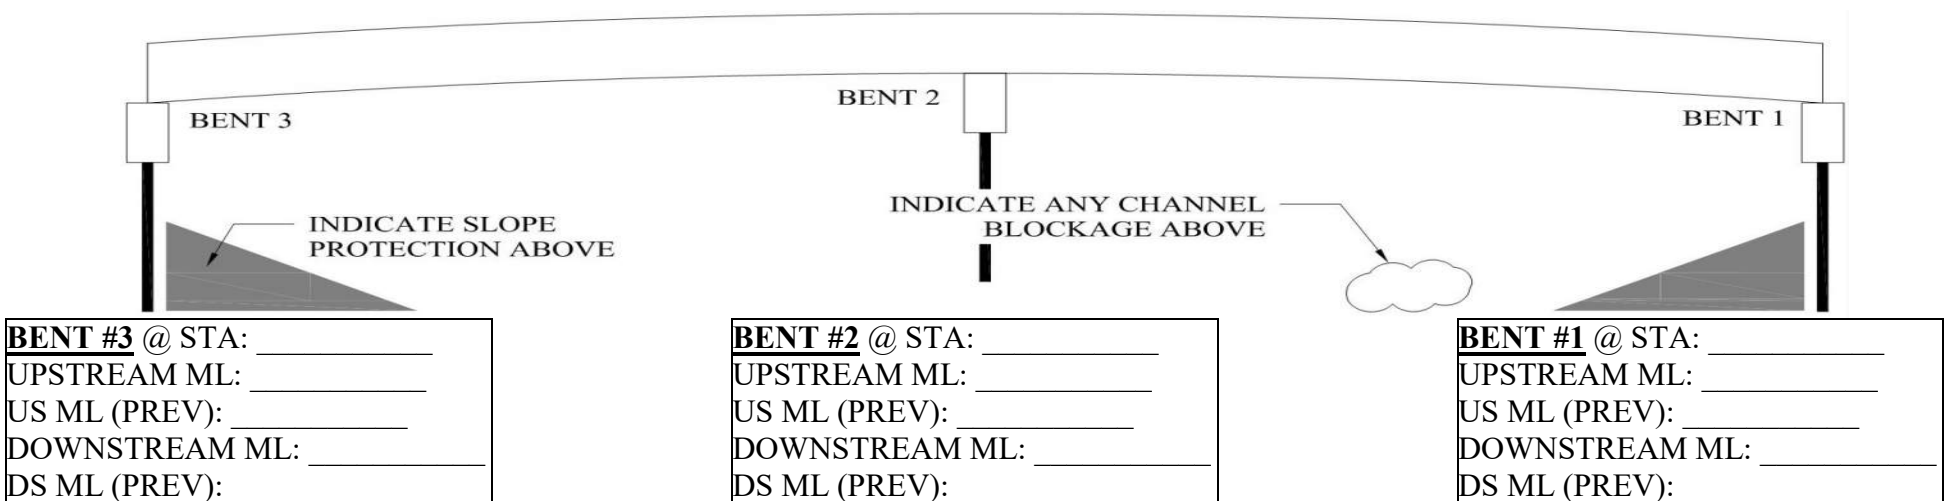 BENT 2
BENT 3
BENT 1
INDICATE ANY CHANNEL
BLOCKAGE ABOVE
INDICATE SLOPE
PROTECTION ABOVE
BENT #3 @ STA: ___________
UPSTREAM ML: ___________
US ML (PREV): ___________
DOWNSTREAM ML: ___________
DS ML (PREV):
BENT #2 @ STA: ___________
UPSTREAM ML: ___________
US ML (PREV): ___________
DOWNSTREAM ML: ___________
DS ML (PREV):
BENT #1 @ STA: ___________
UPSTREAM ML: ___________
US ML (PREV): ___________
DOWNSTREAM ML: ___________
DS ML (PREV):